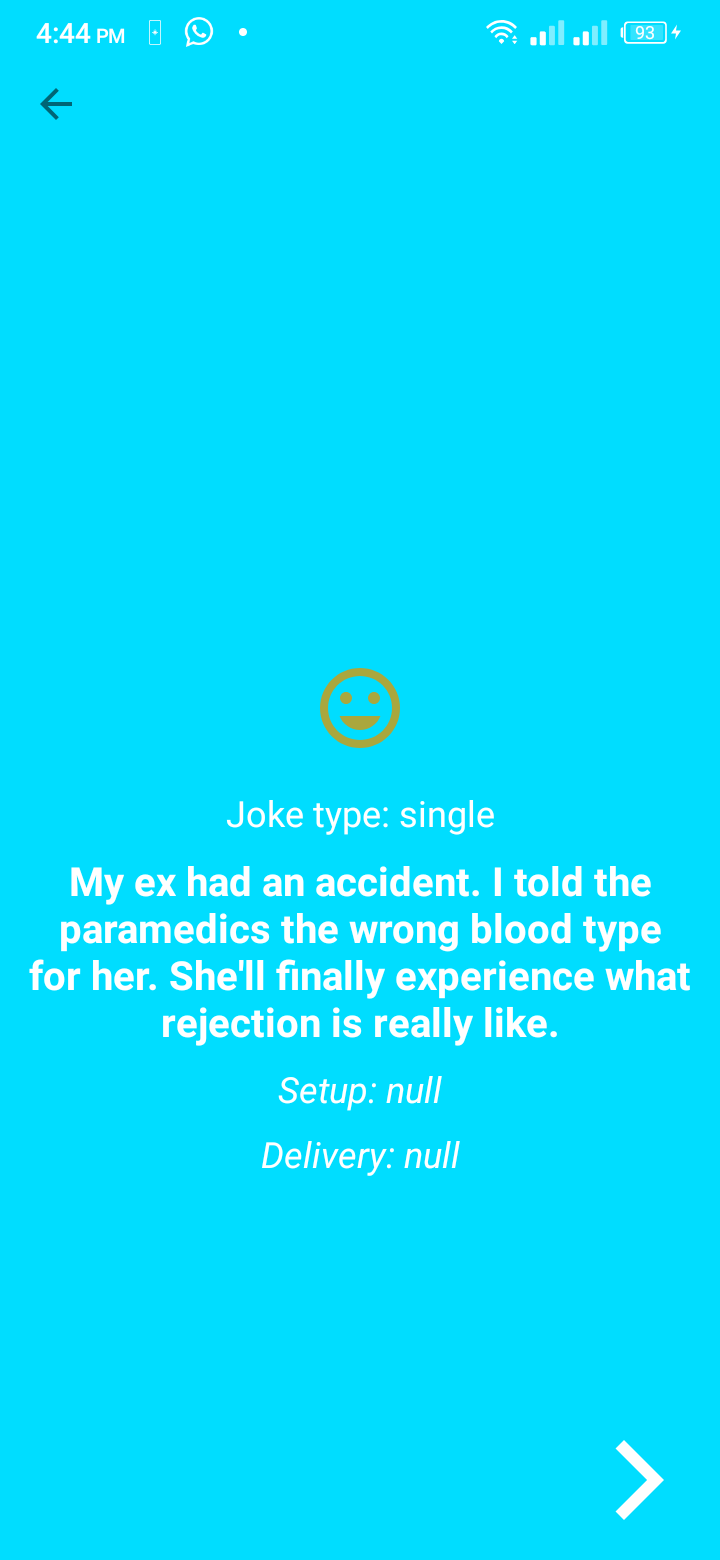 4:44 PM
93
Joke type: single
My ex had an accident. I told the
paramedics the wrong blood type
for her. She'll finally experience what
rejection is really like.
Setup: null
Delivery: null